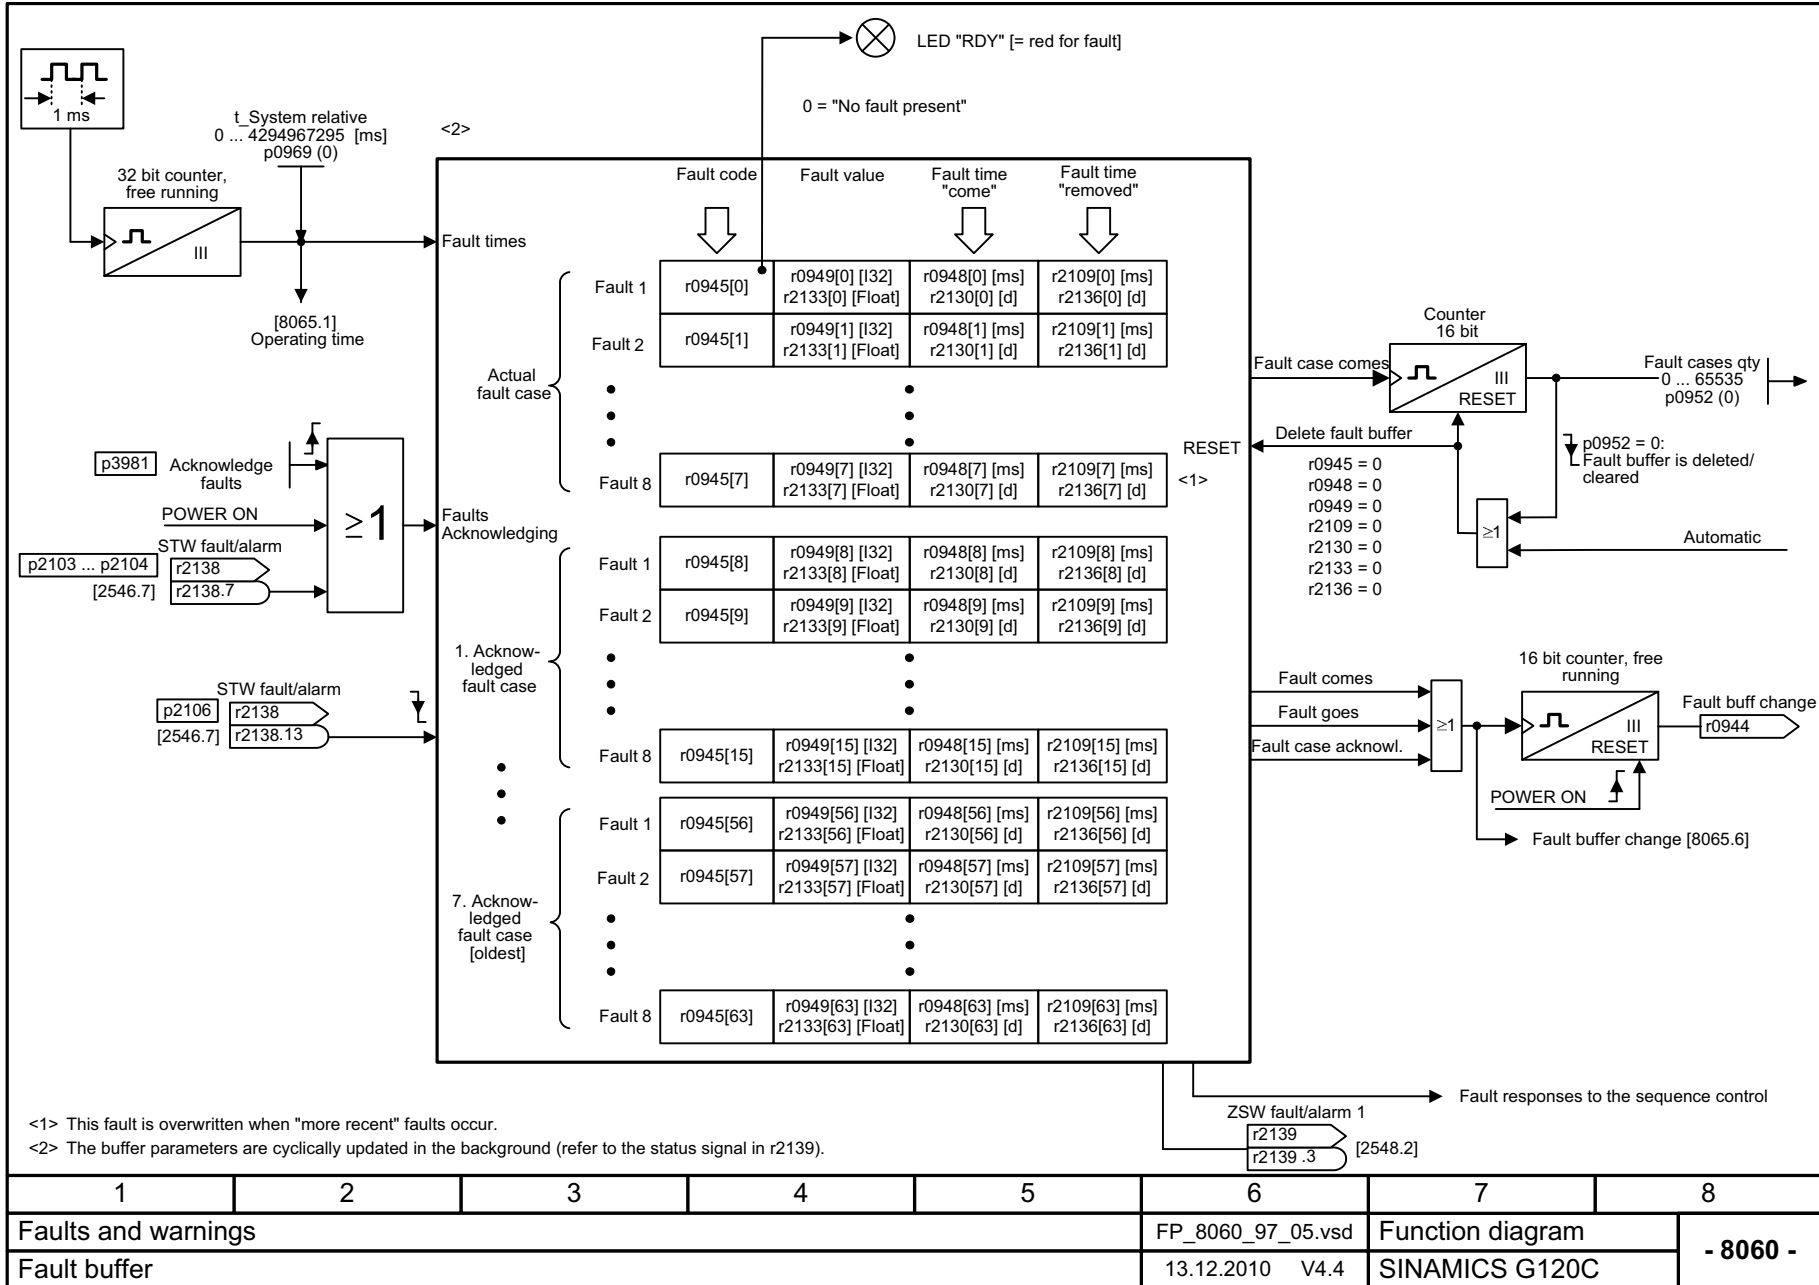 LED "RDY" [= red for fault]
0 = "No fault present"
1 ms
t_System relative
0 ... 4294967295 [ms]
p0969 (0)
<2>
32 bit counter,
free running
III
Fault times
[8065.1]
Operating time
Fault code
Fault value
Fault time
"come"
Fault time
"removed"
Actual
fault case
Fault 1
r0945[0]
r0949[0] [I32]
r2133[0] [Float]
r0948[0] [ms]
r2130[0] [d]
r2109[0] [ms]
r2136[0] [d]
Fault 2
r0945[1]
r0949[1] [I32]
r2133[1] [Float]
r0948[1] [ms]
r2130[1] [d]
r2109[1] [ms]
r2136[1] [d]
Fault 8
r0945[7]
r0949[7] [I32]
r2133[7] [Float]
r0948[7] [ms]
r2130[7] [d]
r2109[7] [ms]
r2136[7] [d]
<1>
p3981
Acknowledge
faults
POWER ON
STW fault/alarm
p2103 ... p2104
r2138
[2546.7]
r2138.7
≥1
Faults
Acknowledging
1. Acknow-
ledged
fault case
Fault 1
r0945[8]
r0949[8] [I32]
r2133[8] [Float]
r0948[8] [ms]
r2130[8] [d]
r2109[8] [ms]
r2136[8] [d]
Fault 2
r0945[9]
r0949[9] [I32]
r2133[9] [Float]
r0948[9] [ms]
r2130[9] [d]
r2109[9] [ms]
r2136[9] [d]
Fault 8
r0945[15]
r0949[15] [I32]
r2133[15] [Float]
r0948[15] [ms]
r2130[15] [d]
r2109[15] [ms]
r2136[15] [d]
STW fault/alarm
p2106
r2138
[2546.7]
r2138.13
7. Acknow-
ledged
fault case
[oldest]
Fault 1
r0945[56]
r0949[56] [I32]
r2133[56] [Float]
r0948[56] [ms]
r2130[56] [d]
r2109[56] [ms]
r2136[56] [d]
Fault 2
r0945[57]
r0949[57] [I32]
r2133[57] [Float]
r0948[57] [ms]
r2130[57] [d]
r2109[57] [ms]
r2136[57] [d]
Fault 8
r0945[63]
r0949[63] [I32]
r2133[63] [Float]
r0948[63] [ms]
r2130[63] [d]
r2109[63] [ms]
r2136[63] [d]
Counter
16 bit
Fault case comes
III
RESET
Fault cases qty
0 ... 65535
p0952 (0)
RESET
Delete fault buffer
r0945 = 0
r0948 = 0
r0949 = 0
r2109 = 0
r2130 = 0
r2133 = 0
r2136 = 0
p0952 = 0:
Fault buffer is deleted/
cleared
≥1
Automatic
Fault comes
Fault goes
Fault case acknowl.
≥1
16 bit counter, free
running
III
RESET
POWER ON
Fault buff change
r0944
Fault buffer change [8065.6]
Fault responses to the sequence control
ZSW fault/alarm 1
r2139
r2139 .3
[2548.2]
<1> This fault is overwritten when "more recent" faults occur.
<2> The buffer parameters are cyclically updated in the background (refer to the status signal in r2139).
1 2 3 4 5 6 7 8
Faults and warnings
FP_8060_97_05.vsd
Function diagram
- 8060 -
Fault buffer
13.12.2010 V4.4
SINAMICS G120C